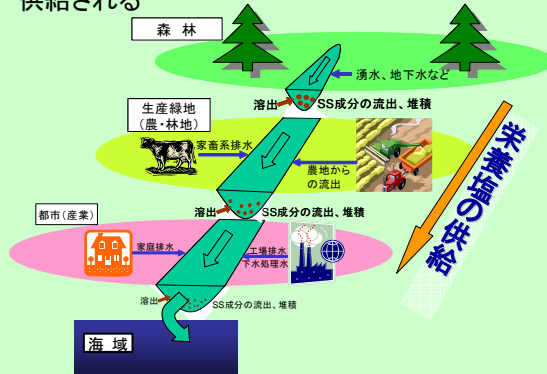 供給される
森 林
湧水、地下水など
溶出
SS成分の流出、堆積
生産緑地
(農・林地)
家畜系排水
農地から
の流出
栄養塩の供給
溶出
SS成分の流出、堆積
都市(産業)
家庭排水
工場排水
下水処理水
溶出
SS成分の流出、堆積
海 域